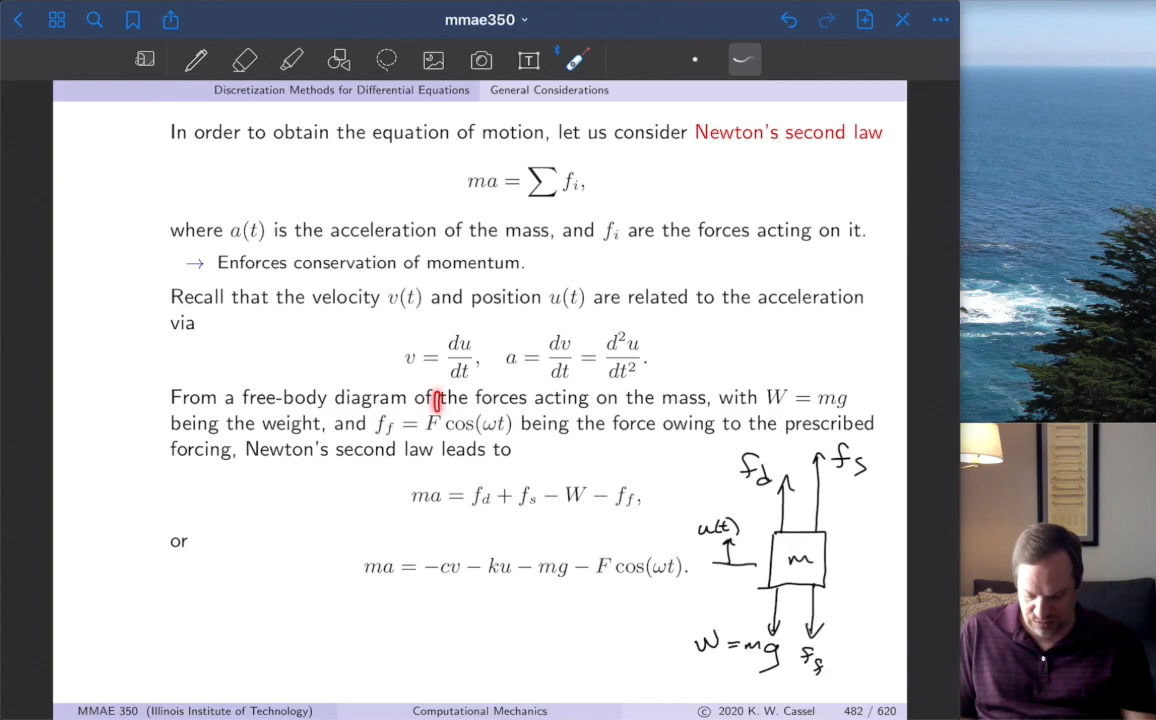 mmae350
Discretization Methods for Differential Equations General Considerations
In order to obtain the equation of motion, let us consider Newton's second law
ma = ∑ f_i,
where a(t) is the acceleration of the mass, and f_i are the forces acting on it.
→ Enforces conservation of momentum.
Recall that the velocity v(t) and position u(t) are related to the acceleration
via
v = du/dt, a = dv/dt = d²u/dt².
From a free-body diagram of the forces acting on the mass, with W = mg
being the weight, and f_f = F cos(ωt) being the force owing to the prescribed
forcing, Newton's second law leads to
ma = f_d + f_s − W − f_f,
or
ma = −cv − ku − mg − F cos(ωt).
f_d f_s
u(t)
m
W = mg f_f
MMAE 350 (Illinois Institute of Technology) Computational Mechanics © 2020 K. W. Cassel 482 / 620